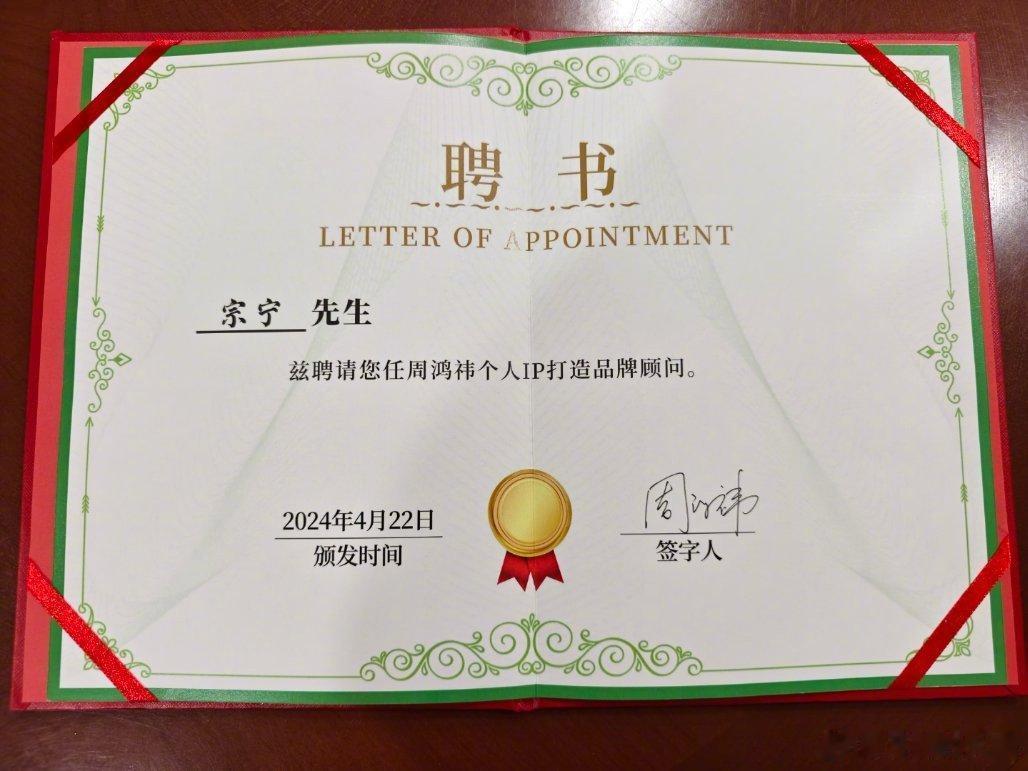 聘 书
LETTER OF APPOINTMENT
宗宁 先生
兹聘请您任周鸿祎个人IP打造品牌顾问。
2024年4月22日
颁发时间
周鸿祎
签字人